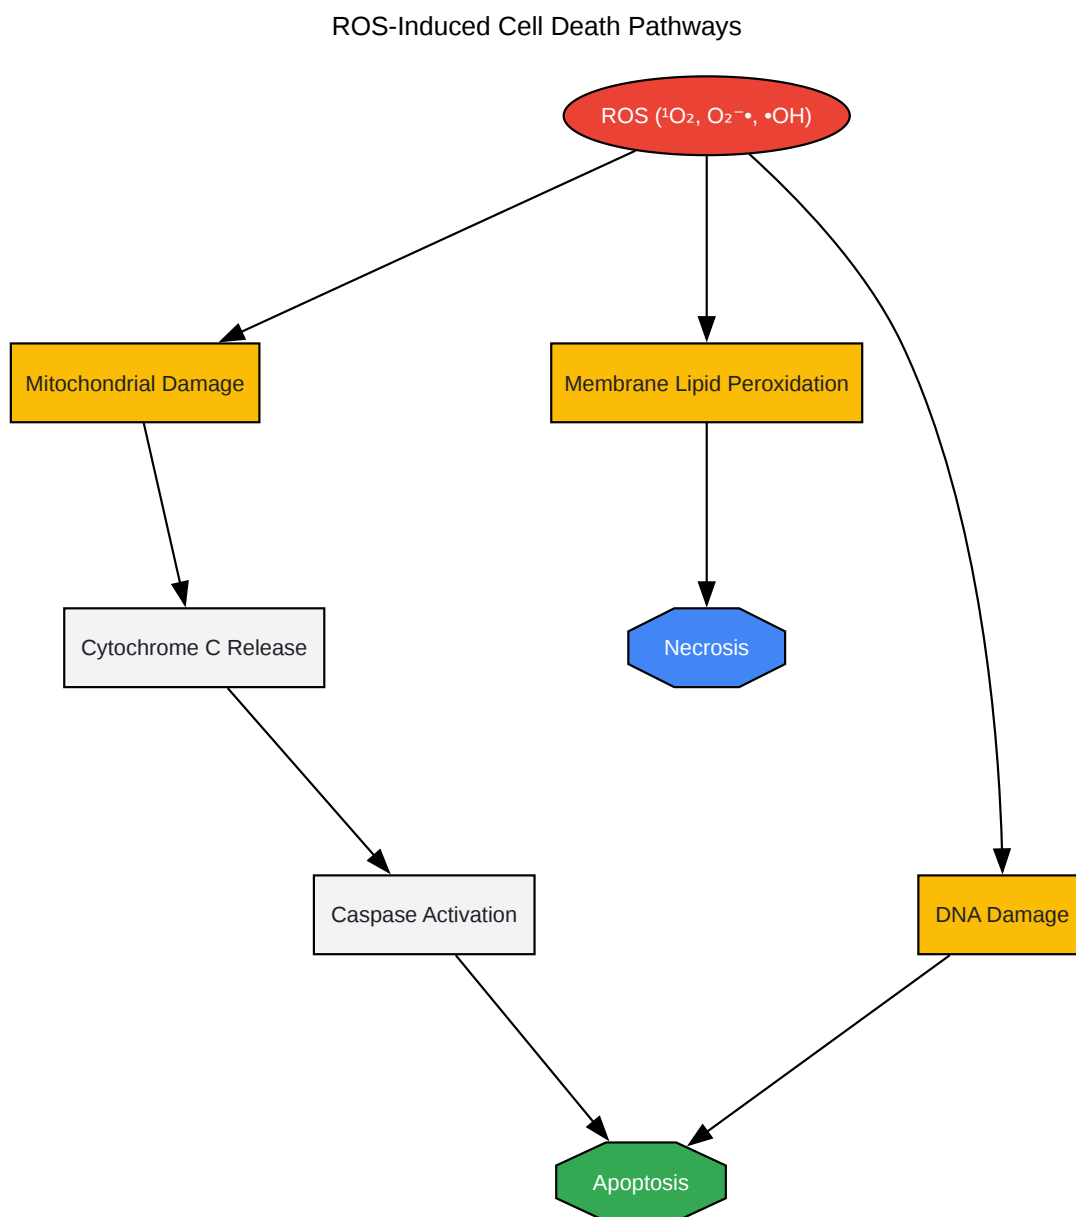 ROS-Induced Cell Death Pathways
ROS (¹O₂, O₂⁻•, •OH)
Mitochondrial Damage
Membrane Lipid Peroxidation
Cytochrome C Release
Necrosis
Caspase Activation
DNA Damage
Apoptosis